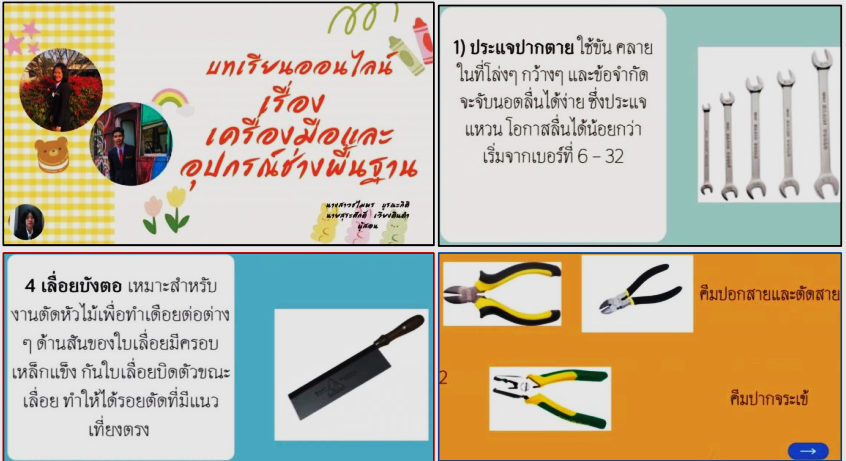 บทเรียนออนไลน์
เรื่อง
เครื่องมือและ
อุปกรณ์ช่างพื้นฐาน
ผู้สอน
1) ประแจปากตาย ใช้ขัน คลาย
ในที่โล่งๆ กว้างๆ และข้อจำกัด
จะจับนอตลื่นได้ง่าย ซึ่งประแจ
แหวน โอกาสลื่นได้น้อยกว่า
เริ่มจากเบอร์ที่ 6 – 32
4 เลื่อยบังตอ เหมาะสำหรับ
งานตัดหัวไม้เพื่อทำเดือยต่อต่าง
ๆ ด้านสันของใบเลื่อยมีครอบ
เหล็กแข็ง กันใบเลื่อยบิดตัวขณะ
เลื่อย ทำให้ได้รอยตัดที่มีแนว
เที่ยงตรง
คีมปอกสายและตัดสาย
2
คีมปากจระเข้